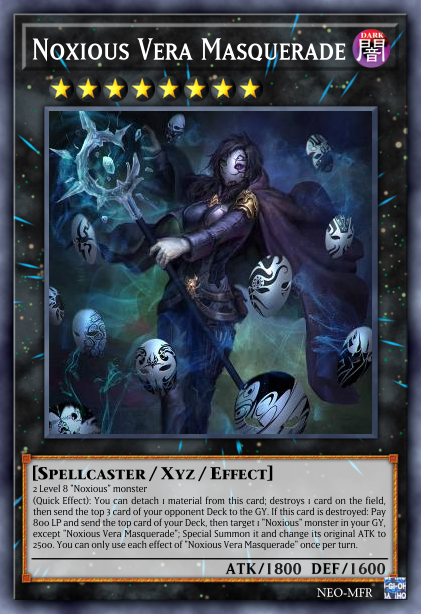 NOXIOUS VERA MASQUERADE
DARK
闇
[SPELLCASTER / XYZ / EFFECT]
2 Level 8 "Noxious" monster
(Quick Effect): You can detach 1 material from this card; destroys 1 card on the field,
then send the top 3 card of your opponent Deck to the GY. If this card is destroyed: Pay
800 LP and send the top card of your Deck, then target 1 "Noxious" monster in your GY,
except "Noxious Vera Masquerade"; Special Summon it and change its original ATK to
2500. You can only use each effect of "Noxious Vera Masquerade" once per turn.
ATK/1800 DEF/1600
NEO-MFR